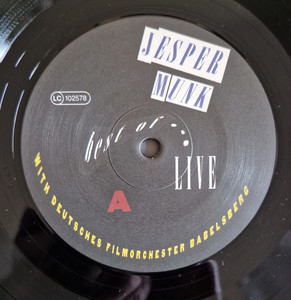 JESPER
MUNK
LC 102578
best of..
LIVE
A
WITH DEUTSCHES FILMORCHESTER BABELSBERG